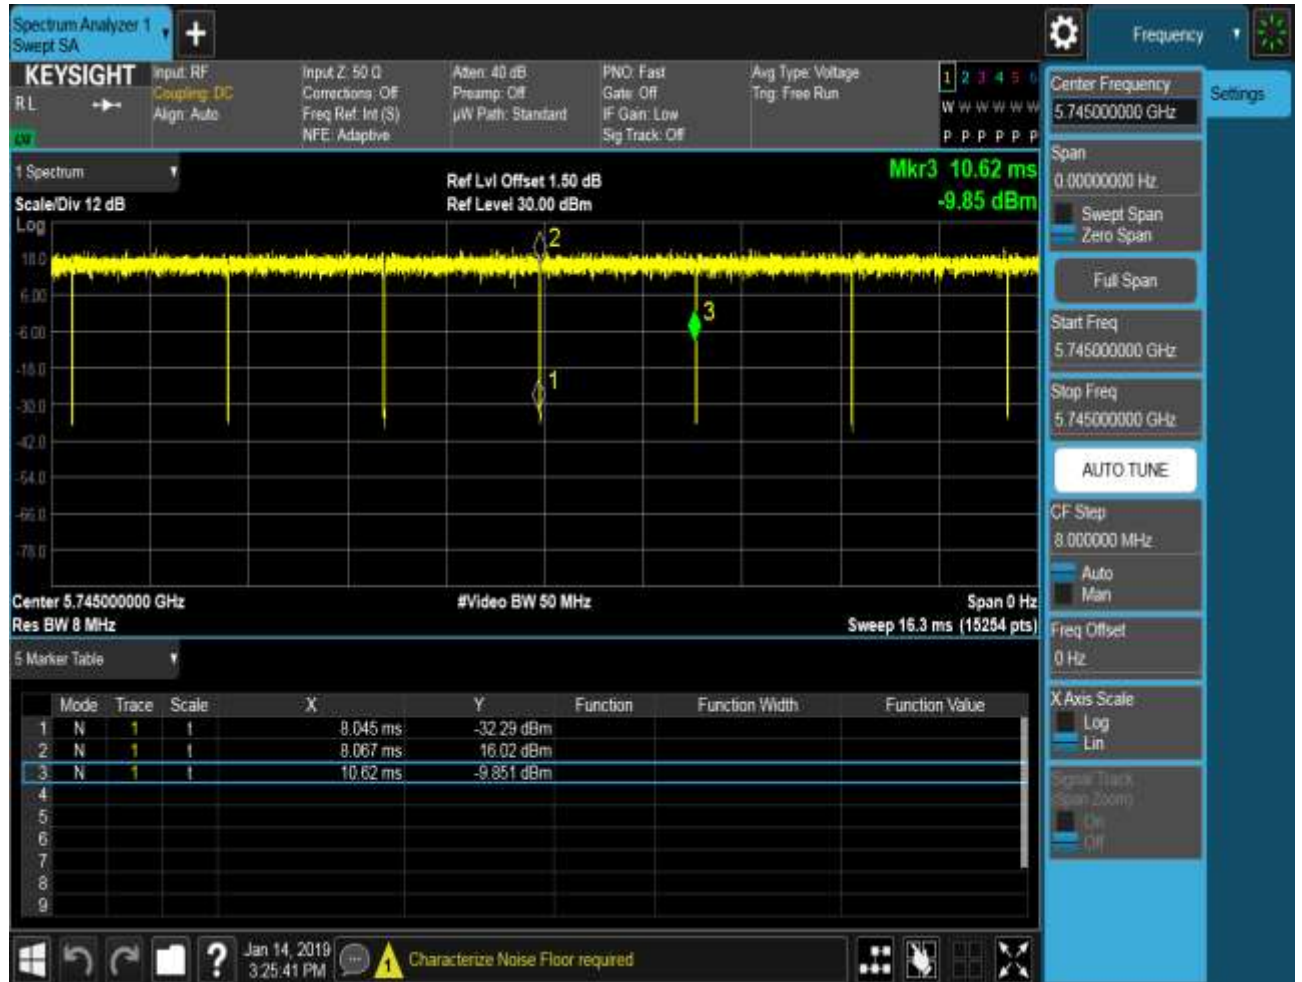 Spectrum Analyzer 1
Swept SA
Frequency
KEYSIGHT
R L
Input: RF
Coupling: DC
Align: Auto
Input Z: 50 Ω
Corrections: Off
Freq Ref: Int (S)
NFE: Adaptive
Atten: 40 dB
Preamp: Off
µW Path: Standard
PNO: Fast
Gate: Off
IF Gain: Low
Sig Track: Off
Avg Type: Voltage
Trig: Free Run
1 2 3 4 5 6
W W W W W W
P P P P P P
1 Spectrum
Scale/Div 12 dB
Ref Lvl Offset 1.50 dB
Ref Level 30.00 dBm
Mkr3 10.62 ms
-9.85 dBm
Log
18.0
6.00
-6.00
-18.0
-30.0
-42.0
-54.0
-66.0
-78.0
2
3
1
Center 5.745000000 GHz
#Video BW 50 MHz
Span 0 Hz
Res BW 8 MHz
Sweep 16.3 ms (15254 pts)
5 Marker Table
Mode Trace Scale X Y Function Function Width Function Value
1 N 1 t 8.045 ms -32.29 dBm
2 N 1 t 8.067 ms 16.02 dBm
3 N 1 t 10.62 ms -9.851 dBm
4
5
6
7
8
9
Jan 14, 2019
3:25:41 PM
1
Characterize Noise Floor required
Center Frequency
5.745000000 GHz
Settings
Span
0.00000000 Hz
Swept Span
Zero Span
Full Span
Start Freq
5.745000000 GHz
Stop Freq
5.745000000 GHz
AUTO TUNE
CF Step
8.000000 MHz
Auto
Man
Freq Offset
0 Hz
X Axis Scale
Log
Lin
Signal Track
(Span Zoom)
On
Off